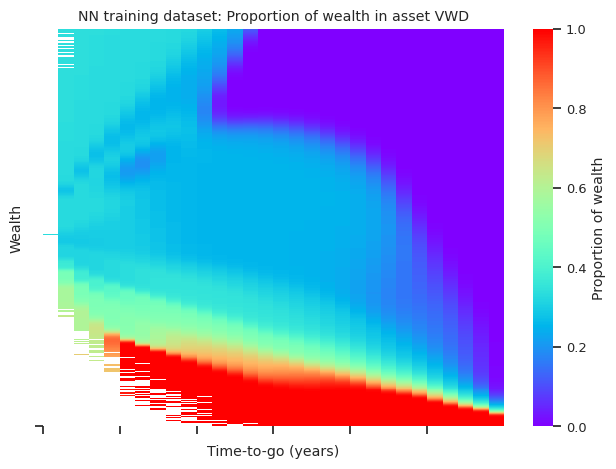 NN training dataset: Proportion of wealth in asset VWD
Wealth
Time-to-go (years)
1.0
0.8
0.6
0.4
0.2
0.0
Proportion of wealth